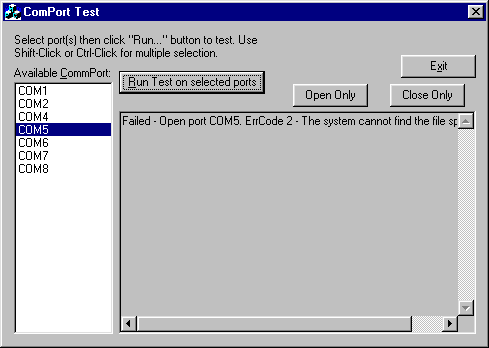 ComPort Test
Select port(s) then click "Run..." button to test. Use
Shift-Click or Ctrl-Click for multiple selection.
Available CommPort:
Run Test on selected ports
Exit
Open Only
Close Only
COM1
COM2
COM4
COM5
COM6
COM7
COM8
Failed - Open port COM5. ErrCode 2 - The system cannot find the file sp